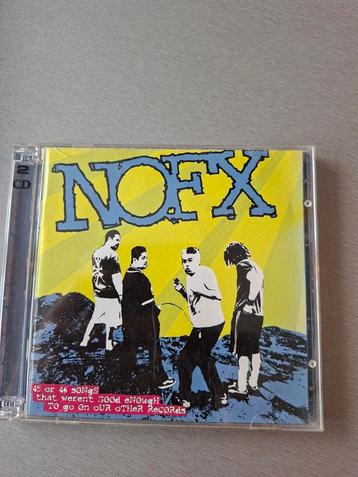 NOFX
2
CD
45 or 46 sONGs
that werent GOOd eNOUGH
TO go On oUR oTHeR RecoRds